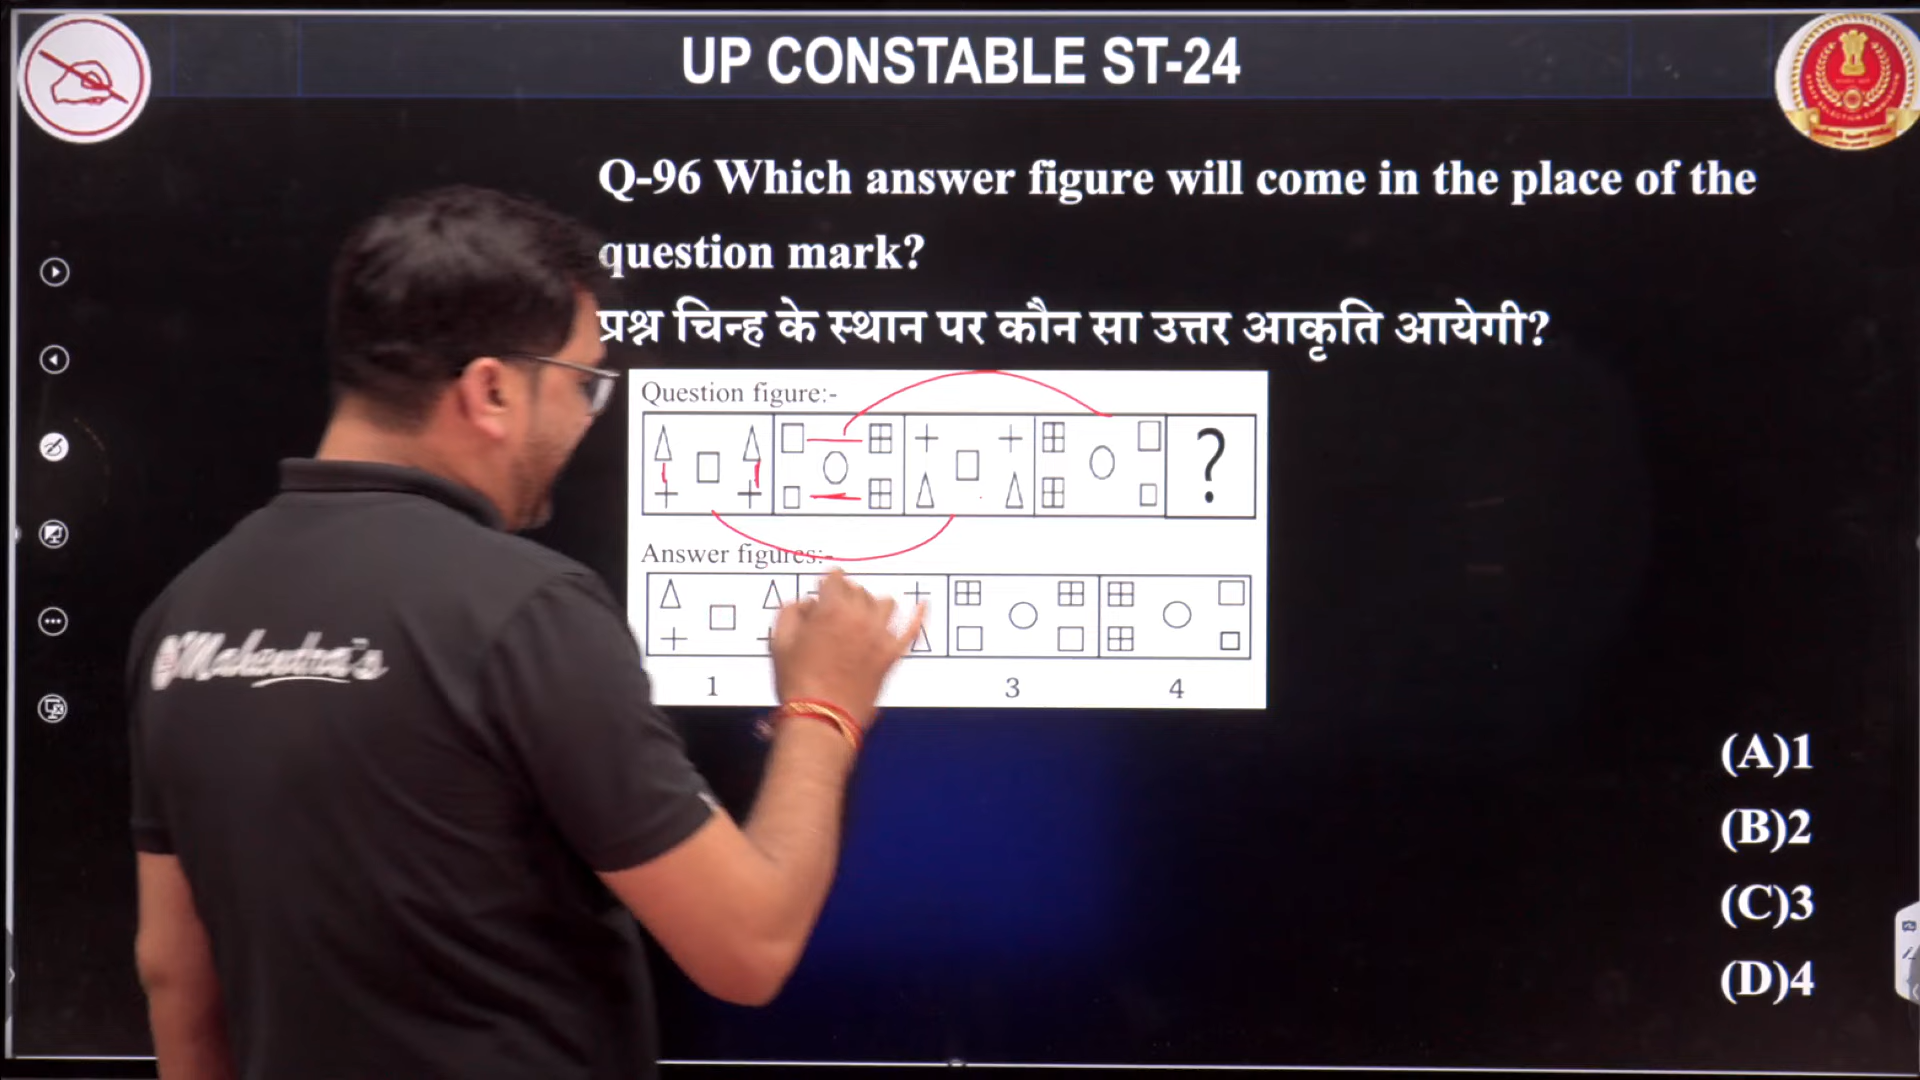 UP CONSTABLE ST-24
Q-96 Which answer figure will come in the place of the
question mark?
प्रश्न चिन्ह के स्थान पर कौन सा उत्तर आकृति आयेगी?
Question figure:-
?
Answer figures:-
1
3
4
(A)1
(B)2
(C)3
(D)4
Mahendra's